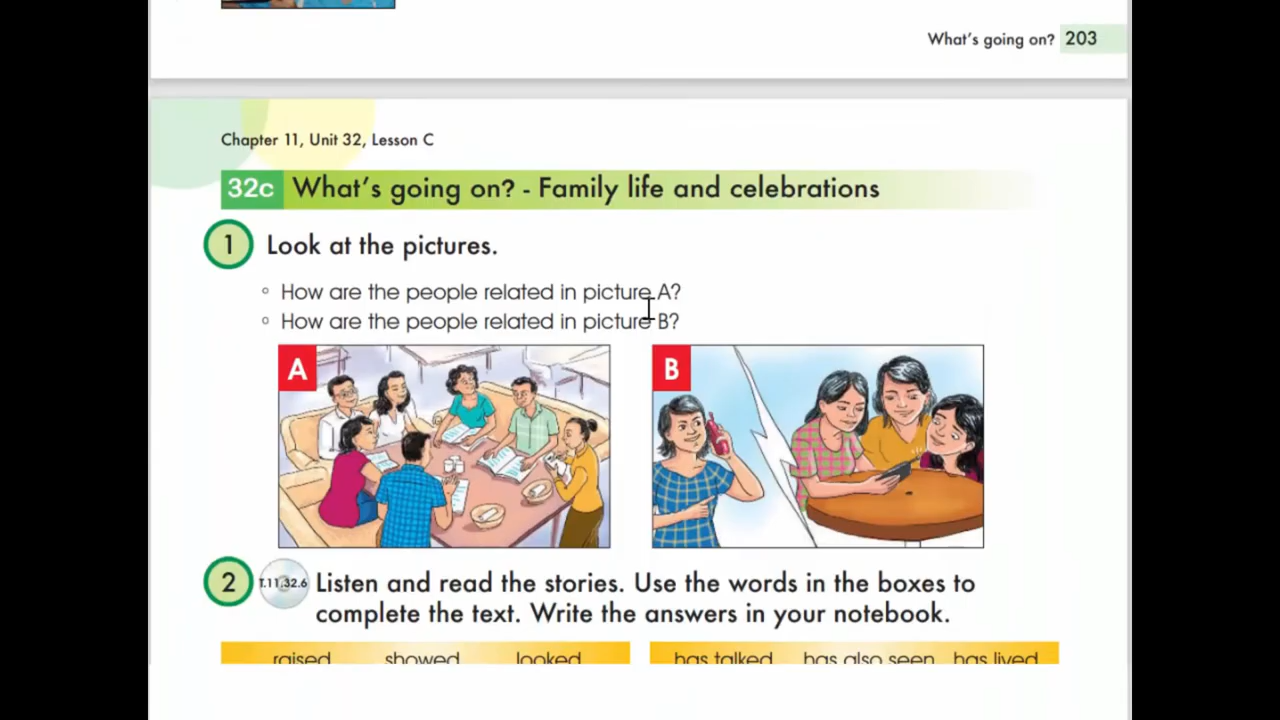 What's going on? 203
Chapter 11, Unit 32, Lesson C
32c What's going on? - Family life and celebrations
1 Look at the pictures.
How are the people related in picture A?
How are the people related in picture B?
A B
2 T.11.32.6 Listen and read the stories. Use the words in the boxes to
complete the text. Write the answers in your notebook.
raised showed looked has talked has also seen has lived